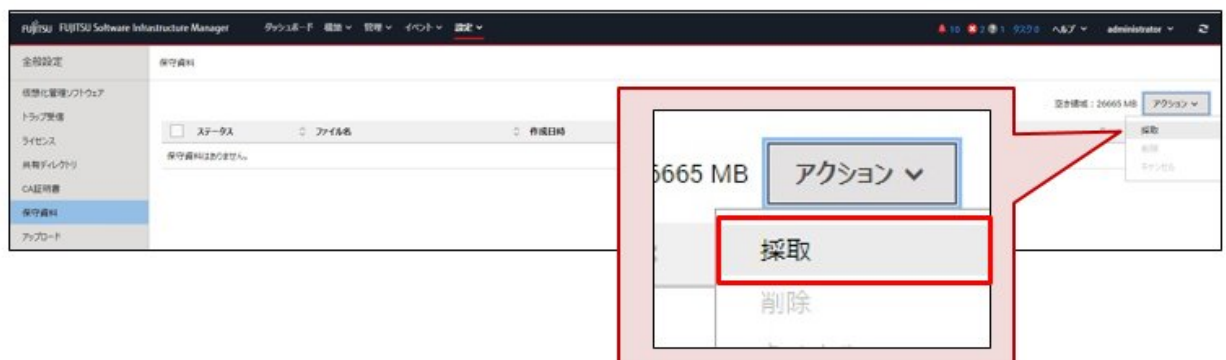 FUJITSU FUJITSU Software Infrastructure Manager ダッシュボード 機器 管理 イベント 設定 10 2 1 タスク 0 ヘルプ administrator
全般設定 保守資料
仮想化管理ソフトウェア
空き領域 : 26665 MB アクション
トラップ受信
ステータス ファイル名 作成日時 採取
ライセンス
保守資料はありません。 削除
共有ディレクトリ キャンセル
CA証明書
保守資料
アップロード
5665 MB アクション
採取
削除